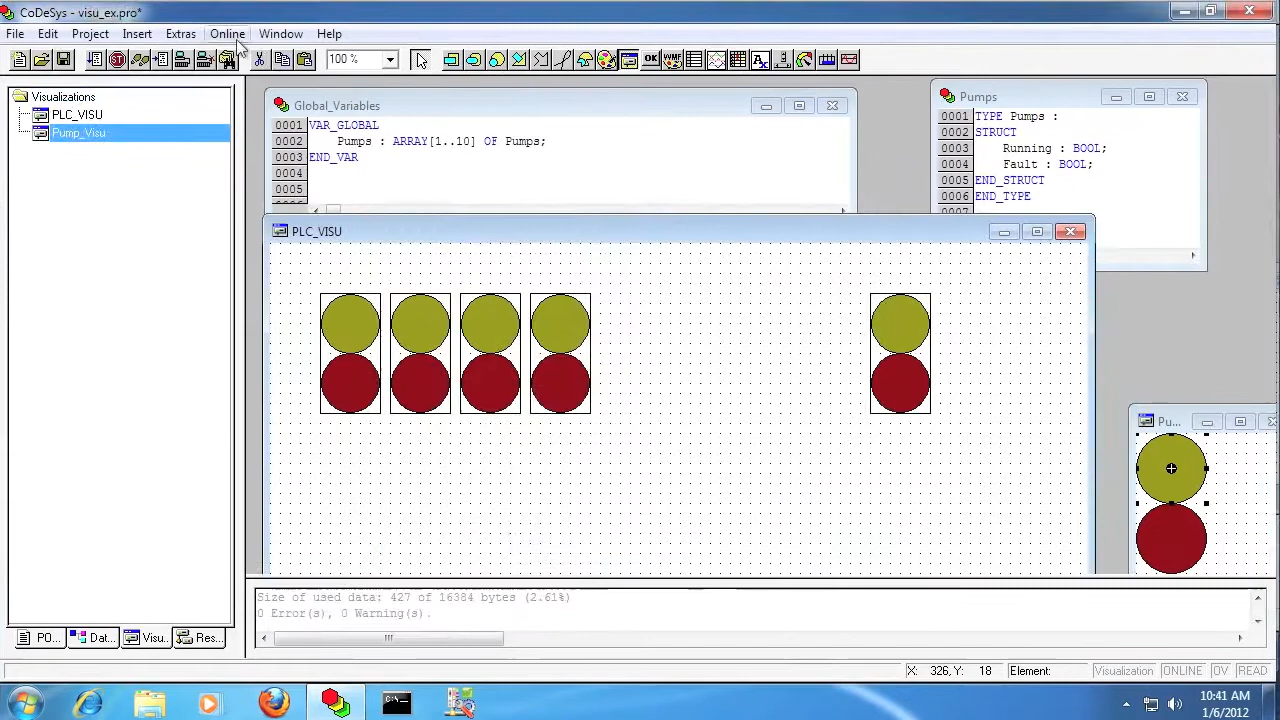 CoDeSys - visu_ex.pro*
File Edit Project Insert Extras Online Window Help
100 %
OK
Visualizations
PLC_VISU
Pump_Visu
Global_Variables
0001 VAR_GLOBAL
0002 Pumps : ARRAY[1..10] OF Pumps;
0003 END_VAR
0004
0005
Pumps
0001 TYPE Pumps :
0002 STRUCT
0003 Running : BOOL;
0004 Fault : BOOL;
0005 END_STRUCT
0006 END_TYPE
0007
PLC_VISU
Pu...
Size of used data: 427 of 16384 bytes (2.61%)
0 Error(s), 0 Warning(s).
PO... Dat... Visu... Res...
X: 326, Y: 18 Element: Visualization ONLINE OV READ
10:41 AM
1/6/2012